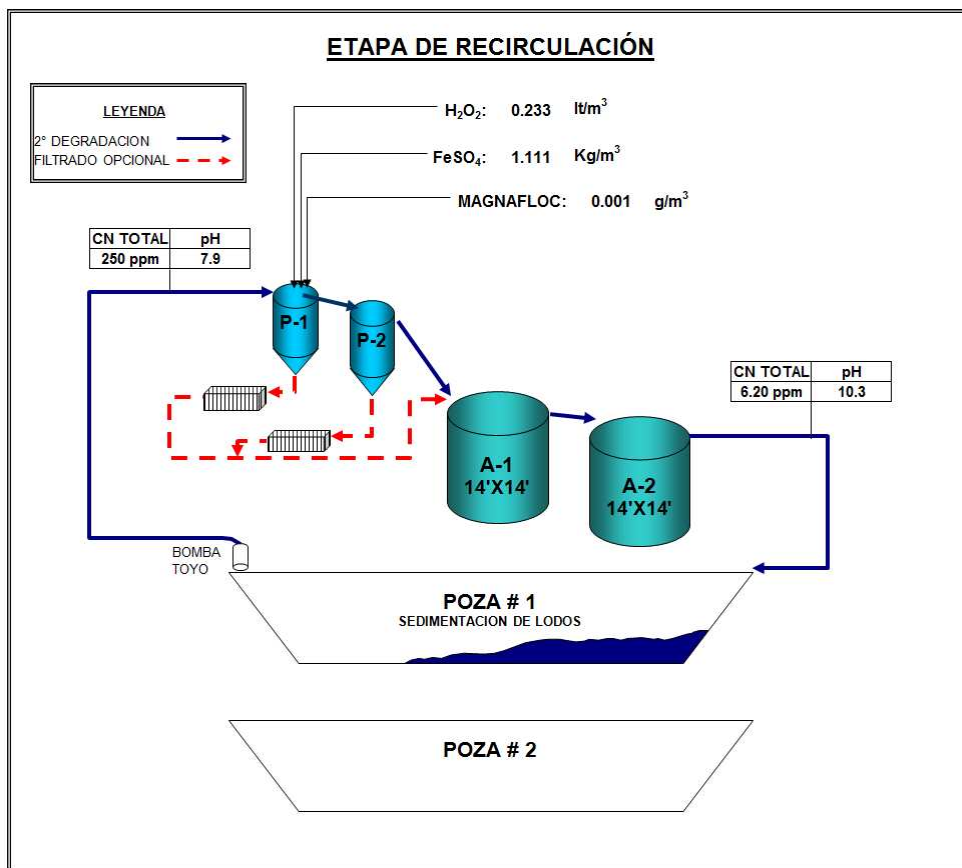 ETAPA DE RECIRCULACIÓN
LEYENDA
2° DEGRADACION
FILTRADO OPCIONAL
H₂O₂: 0.233 lt/m³
FeSO₄: 1.111 Kg/m³
MAGNAFLOC: 0.001 g/m³
CN TOTAL pH
250 ppm 7.9
P-1
P-2
CN TOTAL pH
6.20 ppm 10.3
A-1
14'X14'
A-2
14'X14'
BOMBA
TOYO
POZA # 1
SEDIMENTACION DE LODOS
POZA # 2